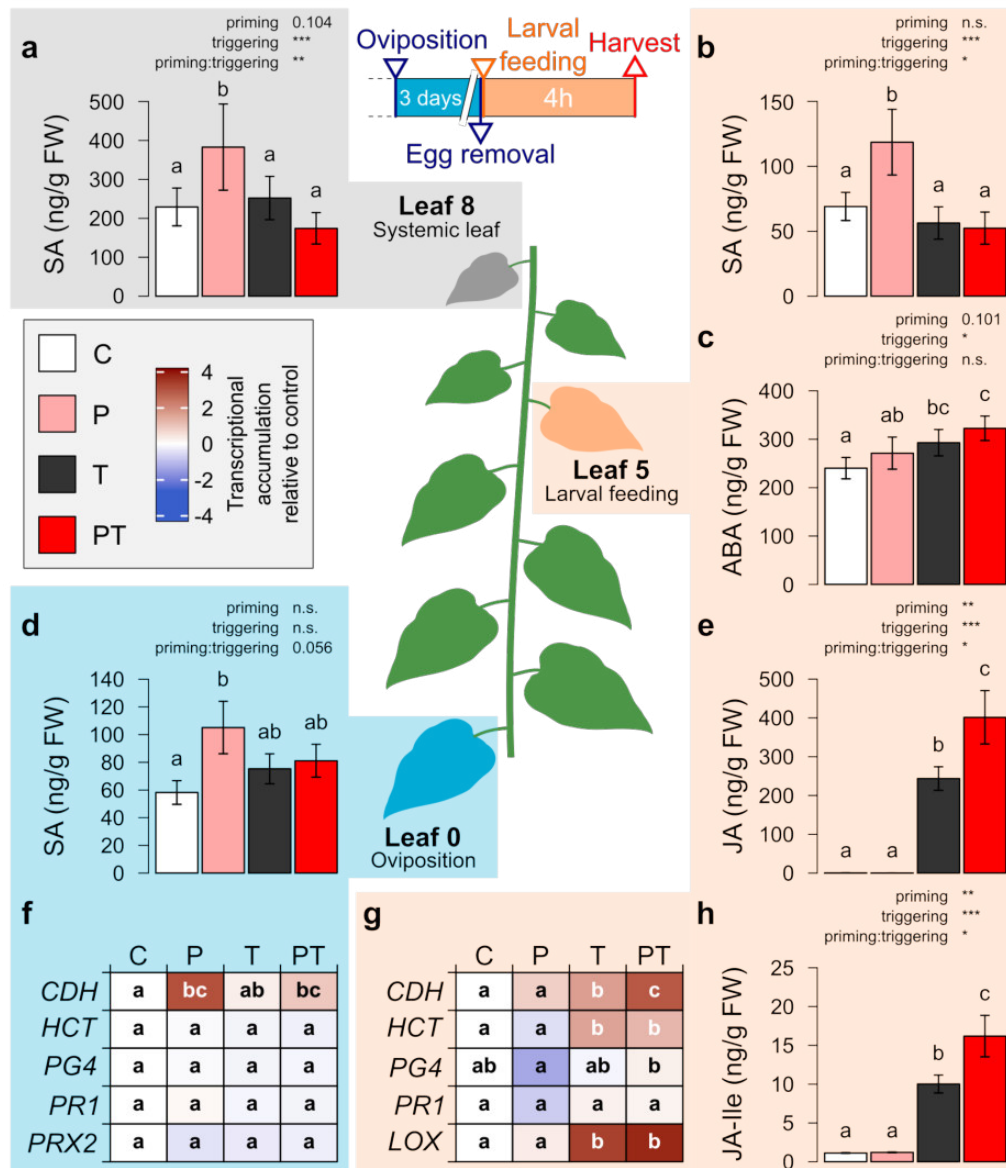 a
priming 0.104
triggering ***
priming:triggering **
SA (ng/g FW)
500
400
300
200
100
0
a
b
a
a
Oviposition
Larval
feeding
Harvest
3 days
4h
Egg removal
Leaf 8
Systemic leaf
b
priming n.s.
triggering ***
priming:triggering *
SA (ng/g FW)
150
100
50
0
a
b
a
a
C
P
T
PT
4
2
0
-2
-4
Transcriptional
accumulation
relative to control
Leaf 5
Larval feeding
c
priming 0.101
triggering *
priming:triggering n.s.
ABA (ng/g FW)
400
300
200
100
0
a
ab
bc
c
d
priming n.s.
triggering n.s.
priming:triggering 0.056
SA (ng/g FW)
140
120
100
80
60
40
20
0
a
b
ab
ab
Leaf 0
Oviposition
e
priming **
triggering ***
priming:triggering *
JA (ng/g FW)
500
400
300
200
100
0
a
a
b
c
f
C P T PT
CDH a bc ab bc
HCT a a a a
PG4 a a a a
PR1 a a a a
PRX2 a a a a
g
C P T PT
CDH a a b c
HCT a a b b
PG4 ab a ab b
PR1 a a a a
LOX a a b b
h
priming **
triggering ***
priming:triggering *
JA-Ile (ng/g FW)
25
20
15
10
5
0
a
a
b
c